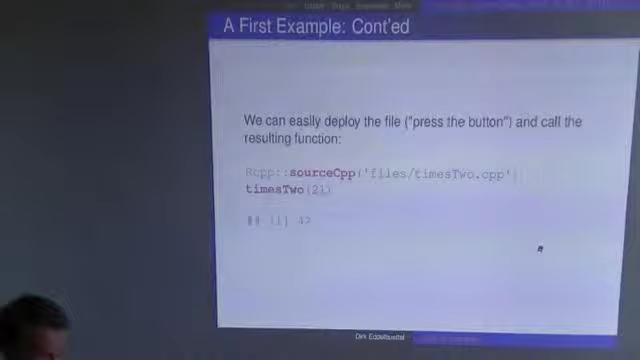 A First Example: Cont'ed
We can easily deploy the file ("press the button") and call the
resulting function:
Rcpp::sourceCpp('files/timesTwo.cpp')
timesTwo(21)
## [1] 42
Dirk Eddelbuettel